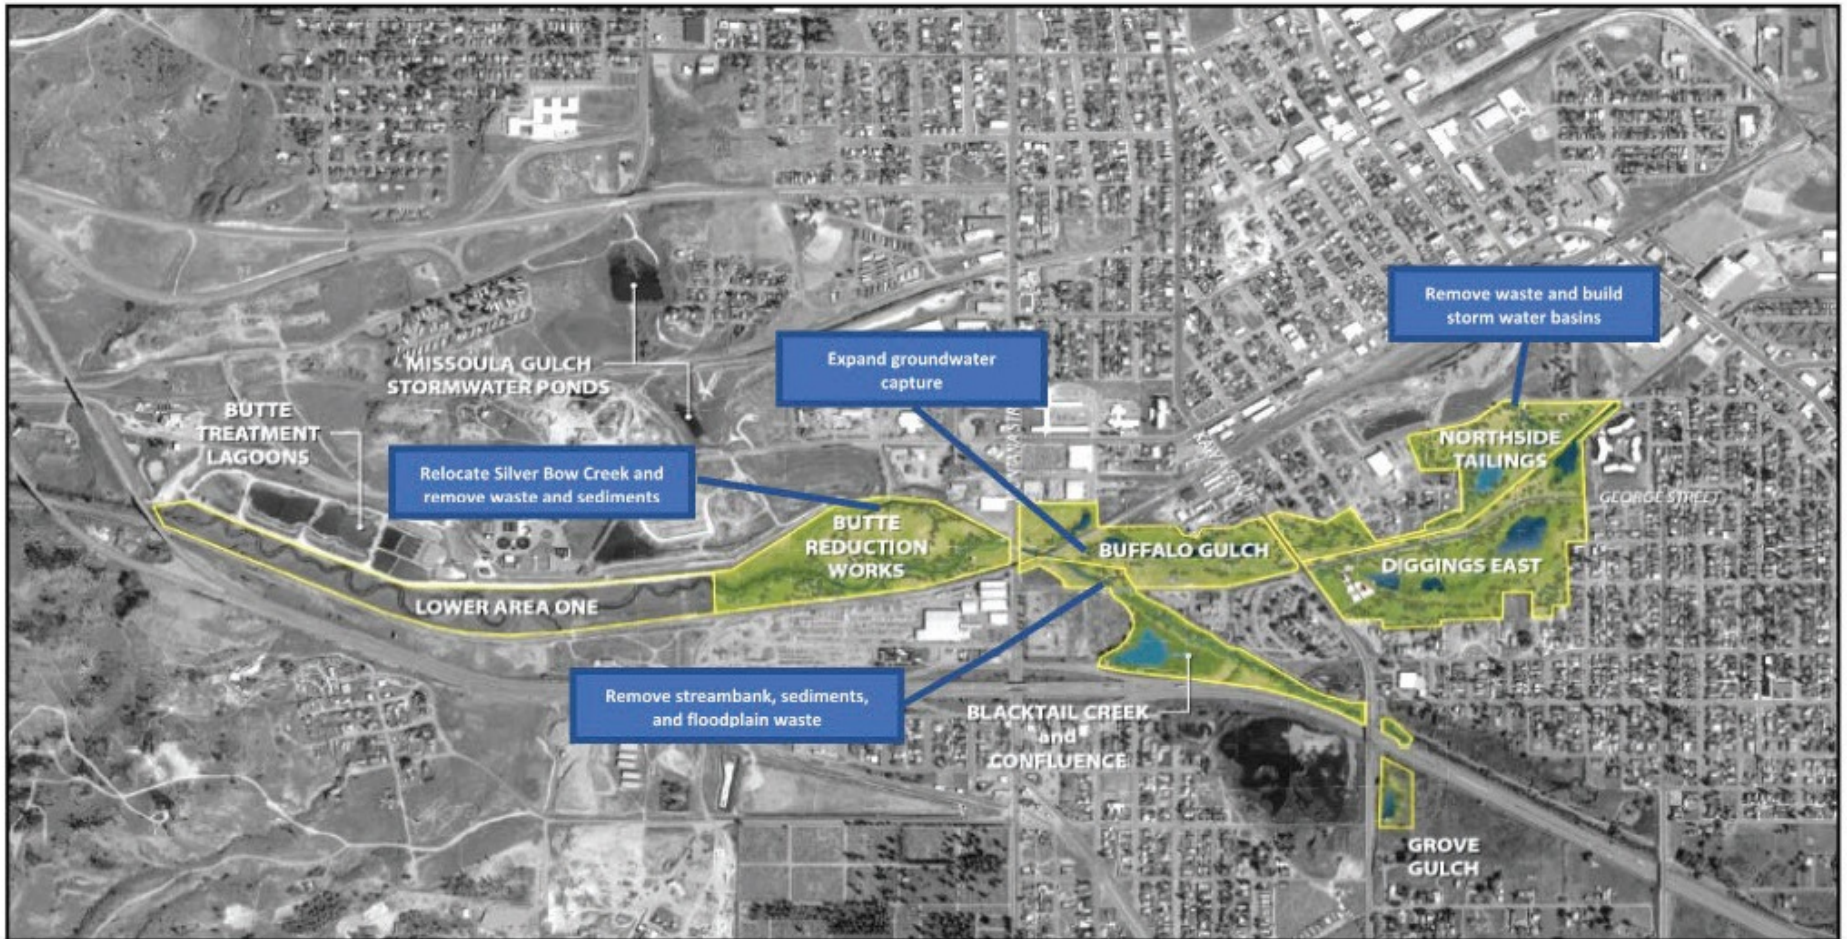 Remove waste and build
storm water basins
Expand groundwater
capture
MISSOULA GULCH
STORMWATER PONDS
BUTTE
TREATMENT
LAGOONS
NORTHSIDE
TAILINGS
Relocate Silver Bow Creek and
remove waste and sediments
GEORGE STREET
BUTTE
REDUCTION
WORKS
BUFFALO GULCH
DIGGINGS EAST
LOWER AREA ONE
Remove streambank, sediments,
and floodplain waste
BLACKTAIL CREEK
and
CONFLUENCE
GROVE
GULCH